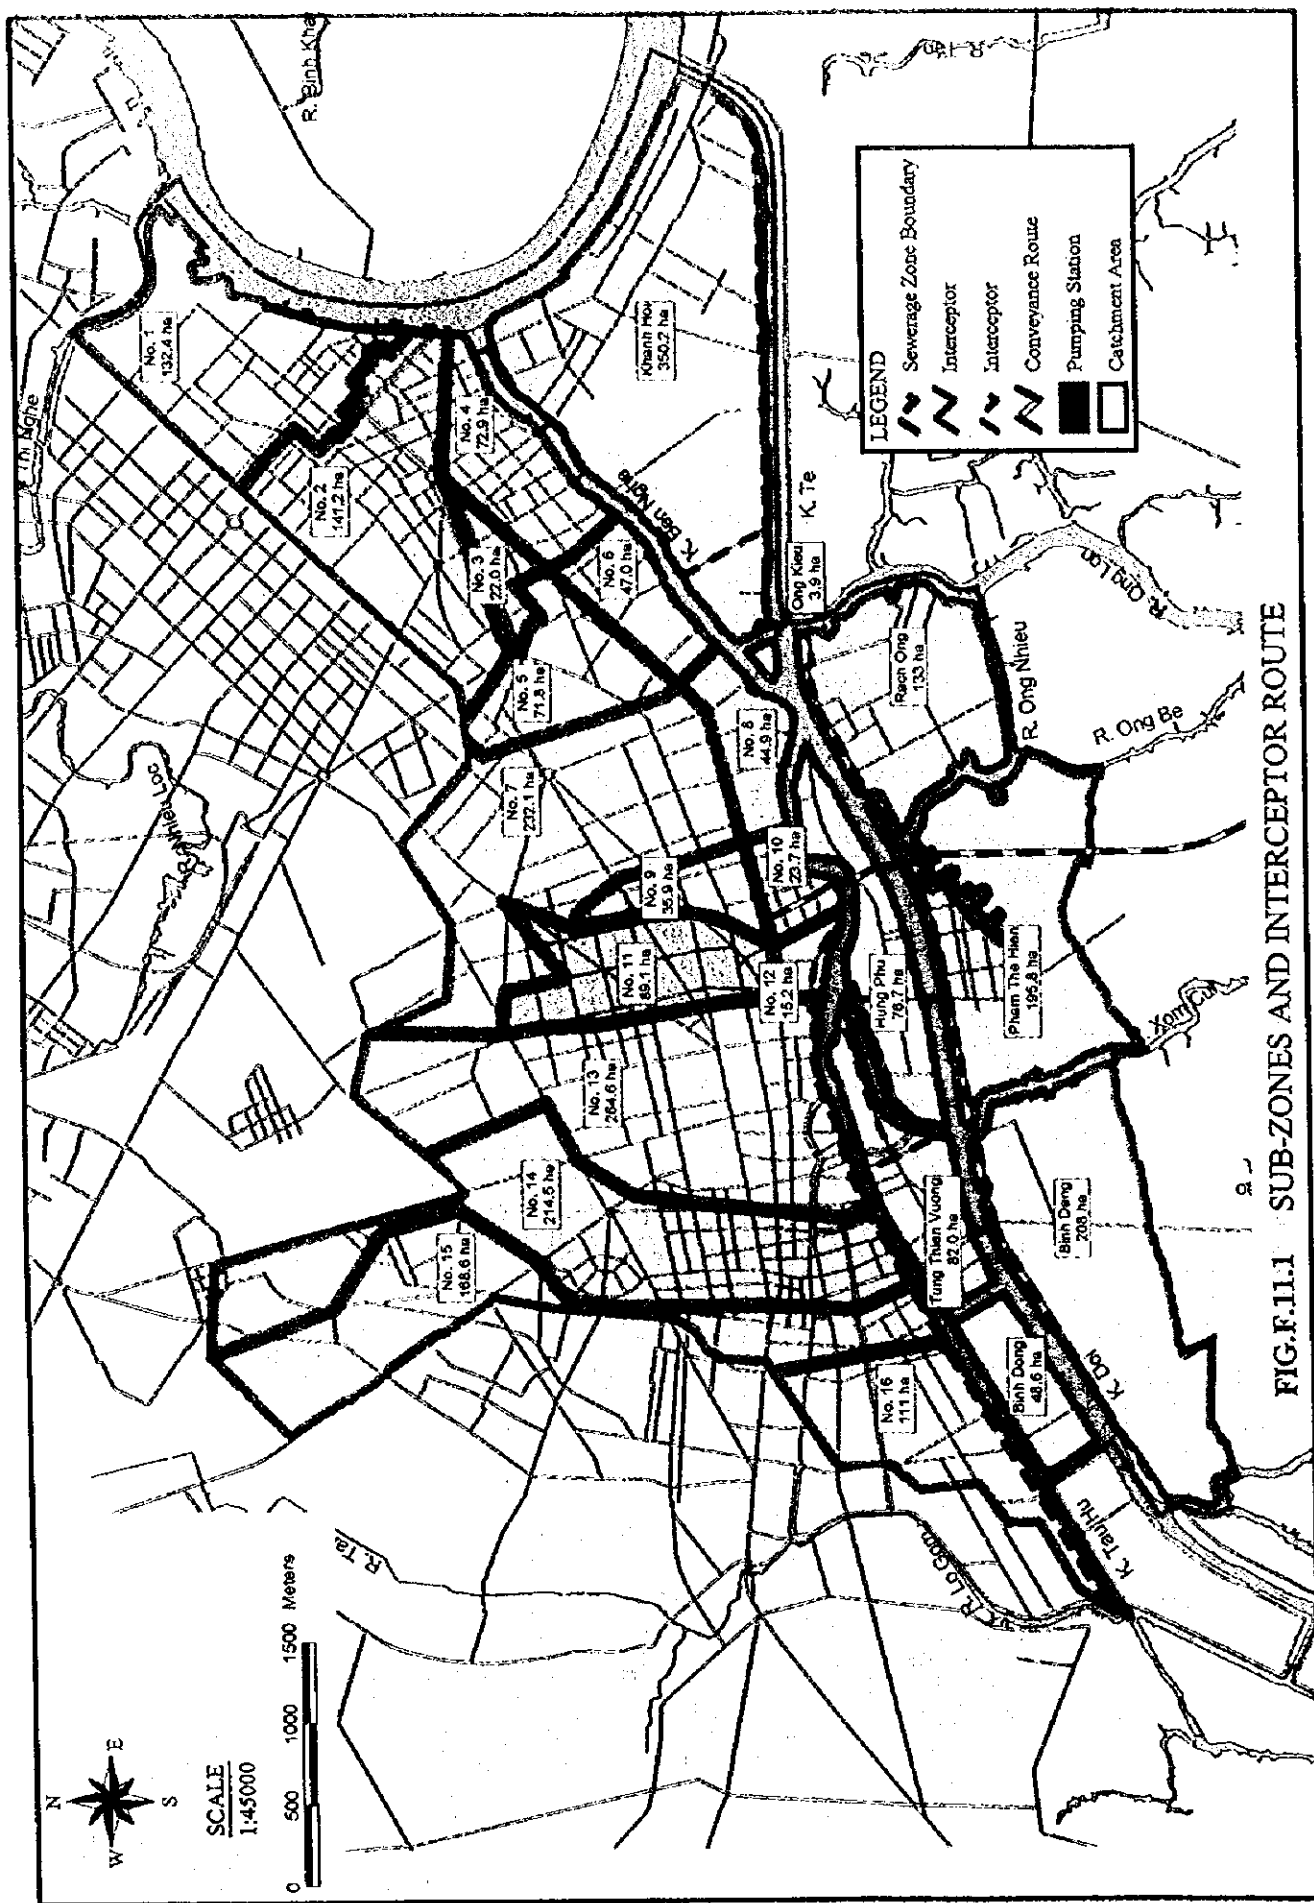 N
W
E
S
SCALE
1:45000
0 500 1000 1500 Meters
R. Binh Kha
Thi Nghe
No. 1
132.4 ha
No. 2
141.2 ha
No. 3
22.0 ha
No. 4
72.9 ha
No. 5
71.8 ha
No. 6
47.0 ha
No. 7
232.1 ha
No. 8
44.9 ha
No. 9
35.9 ha
No. 10
23.7 ha
No. 11
89.1 ha
No. 12
15.2 ha
No. 13
264.6 ha
No. 14
214.5 ha
No. 15
168.6 ha
No. 16
111 ha
Khanh Hoi
350.2 ha
K. Ben Nghe
K. Te
Ong Kieu
3.9 ha
Rach Ong
133 ha
R. Ong Lon
R. Ong Nhieu
R. Ong Be
Hung Phu
76.7 ha
Pham The Hien
195.8 ha
Xom Cui
Tung Thien Vuong
82.0 ha
Binh Dang
208 ha
Binh Dong
48.6 ha
K. Doi
K. Tau Hu
R. Lo Gom
R. Ta
LEGEND
Sewerage Zone Boundary
Interceptor
Interceptor
Conveyance Route
Pumping Station
Catchment Area
FIG.F.11.1 SUB-ZONES AND INTERCEPTOR ROUTE